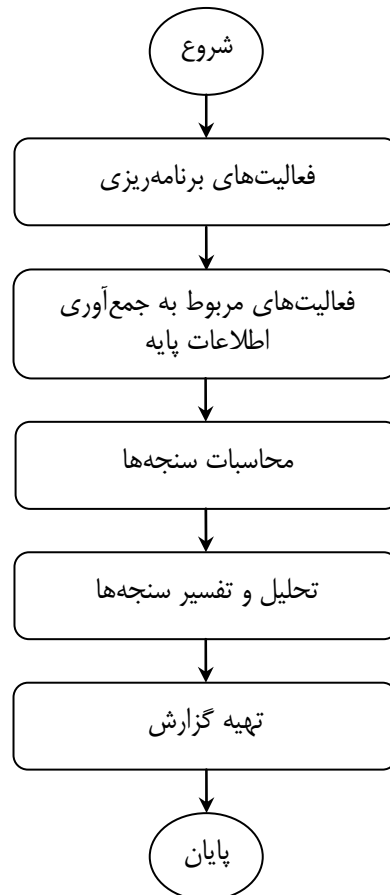 شروع
فعالیت‌های برنامه‌ریزی
فعالیت‌های مربوط به جمع‌آوری
اطلاعات پایه
محاسبات سنجه‌ها
تحلیل و تفسیر سنجه‌ها
تهیه گزارش
پایان